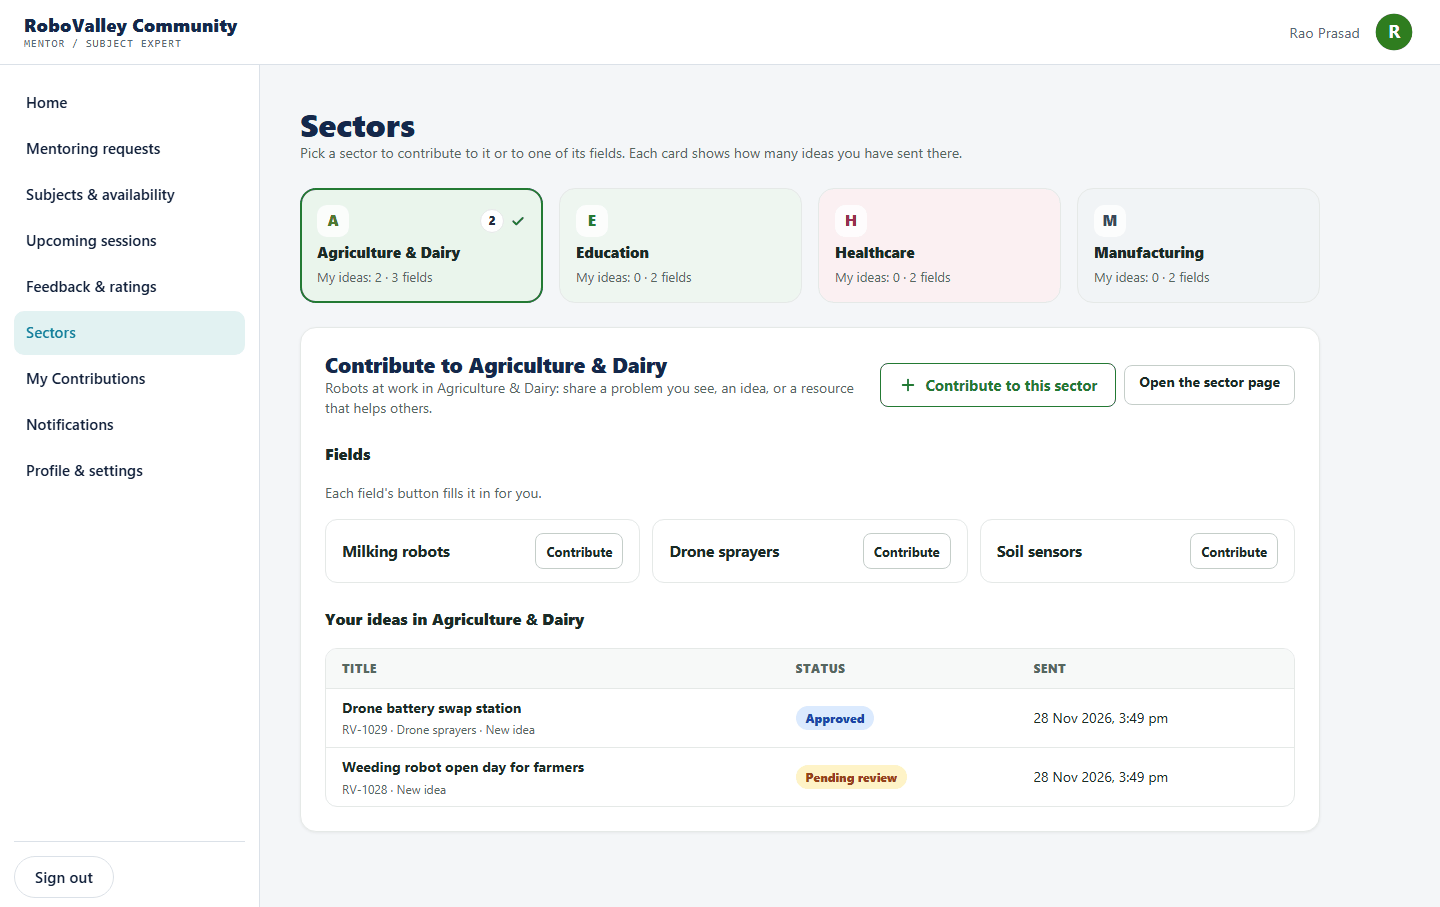 RoboValley Community
MENTOR / SUBJECT EXPERT
Rao Prasad
R
Home
Mentoring requests
Subjects & availability
Upcoming sessions
Feedback & ratings
Sectors
My Contributions
Notifications
Profile & settings
Sign out
Sectors
Pick a sector to contribute to it or to one of its fields. Each card shows how many ideas you have sent there.
A
2
Agriculture & Dairy
My ideas: 2 · 3 fields
E
Education
My ideas: 0 · 2 fields
H
Healthcare
My ideas: 0 · 2 fields
M
Manufacturing
My ideas: 0 · 2 fields
Contribute to Agriculture & Dairy
Robots at work in Agriculture & Dairy: share a problem you see, an idea, or a resource
that helps others.
+ Contribute to this sector
Open the sector page
Fields
Each field's button fills it in for you.
Milking robots
Contribute
Drone sprayers
Contribute
Soil sensors
Contribute
Your ideas in Agriculture & Dairy
TITLE STATUS SENT
Drone battery swap station
RV-1029 · Drone sprayers · New idea
Approved
28 Nov 2026, 3:49 pm
Weeding robot open day for farmers
RV-1028 · New idea
Pending review
28 Nov 2026, 3:49 pm